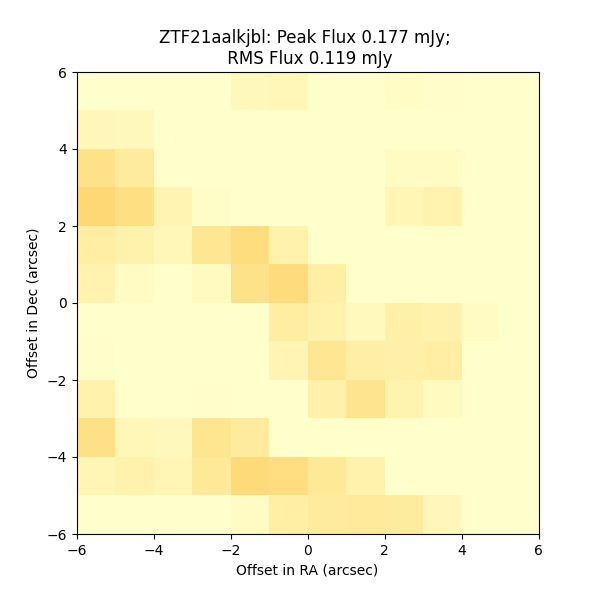 ZTF21aalkjbl: Peak Flux 0.177 mJy;
RMS Flux 0.119 mJy
6
4
2
0
−2
−4
−6
Offset in Dec (arcsec)
−6 −4 −2 0 2 4 6
Offset in RA (arcsec)